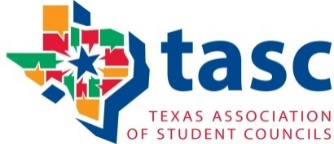 tasc
TEXAS ASSOCIATION
OF STUDENT COUNCILS